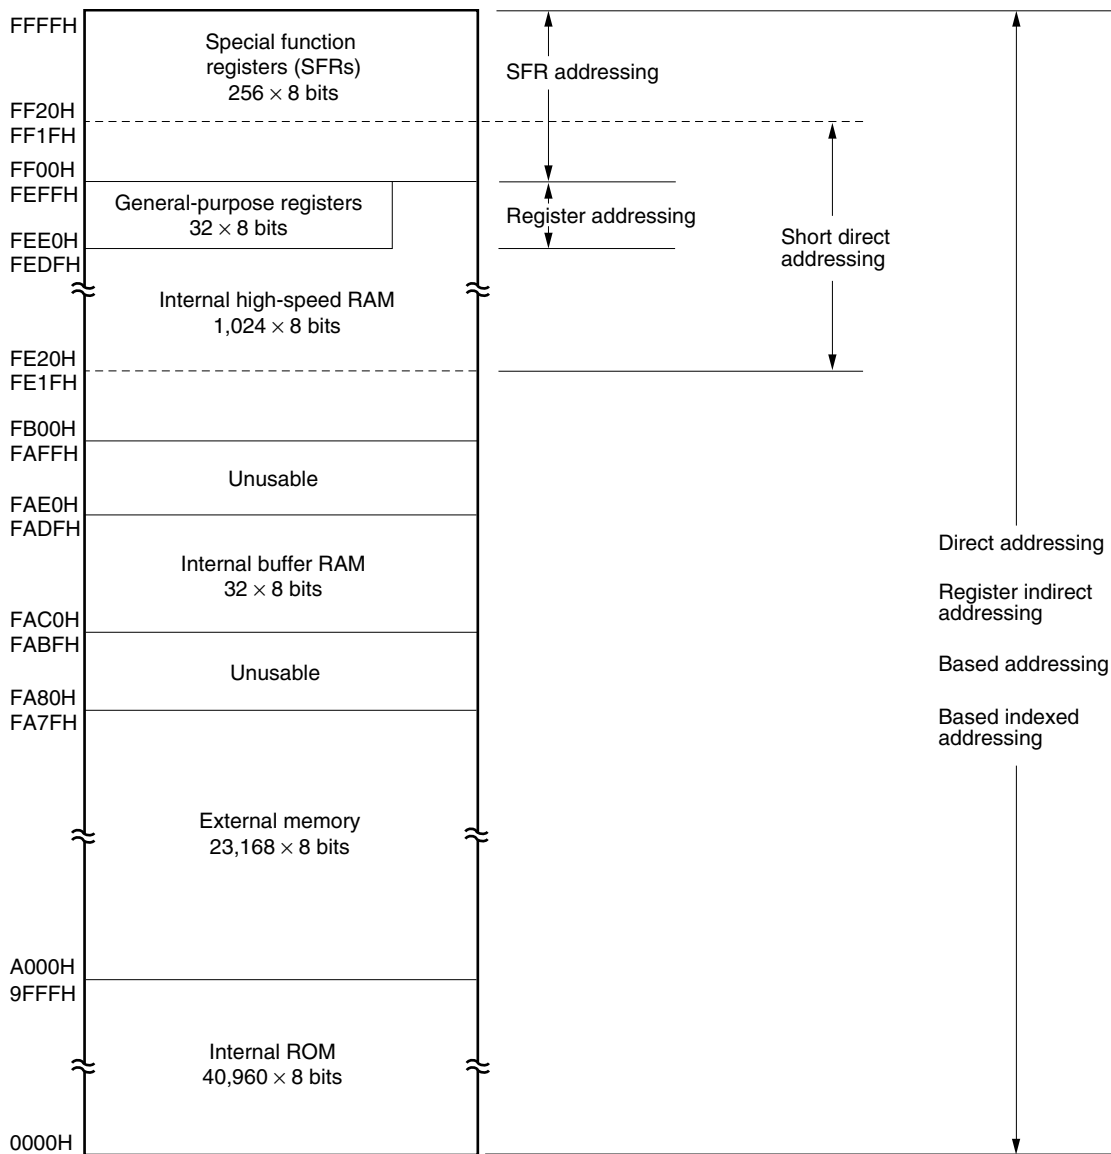 FFFFH
Special function
registers (SFRs)
256 × 8 bits
SFR addressing
FF20H
FF1FH
FF00H
FEFFH
General-purpose registers
32 × 8 bits
Register addressing
FEE0H
FEDFH
Short direct
addressing
Internal high-speed RAM
1,024 × 8 bits
FE20H
FE1FH
FB00H
FAFFH
Unusable
FAE0H
FADFH
Internal buffer RAM
32 × 8 bits
FAC0H
FABFH
Unusable
FA80H
FA7FH
Direct addressing
Register indirect
addressing
Based addressing
Based indexed
addressing
External memory
23,168 × 8 bits
A000H
9FFFH
Internal ROM
40,960 × 8 bits
0000H